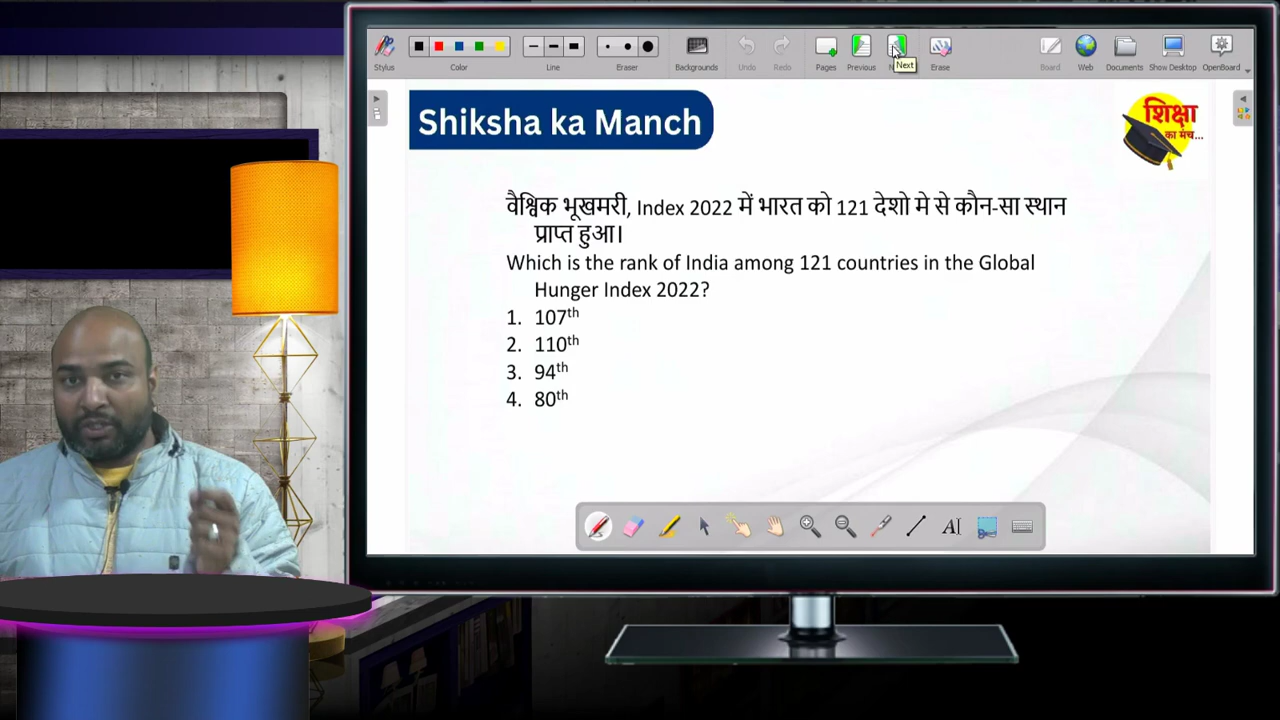 Stylus
Color
Line
Eraser
Backgrounds
Undo
Redo
Pages
Previous
Next
Erase
Board
Web
Documents
Show Desktop
OpenBoard
Shiksha ka Manch
शिक्षा
का मंच...
वैश्विक भूखमरी, Index 2022 में भारत को 121 देशो मे से कौन-सा स्थान
प्राप्त हुआ।
Which is the rank of India among 121 countries in the Global
Hunger Index 2022?
1. 107th
2. 110th
3. 94th
4. 80th
AI